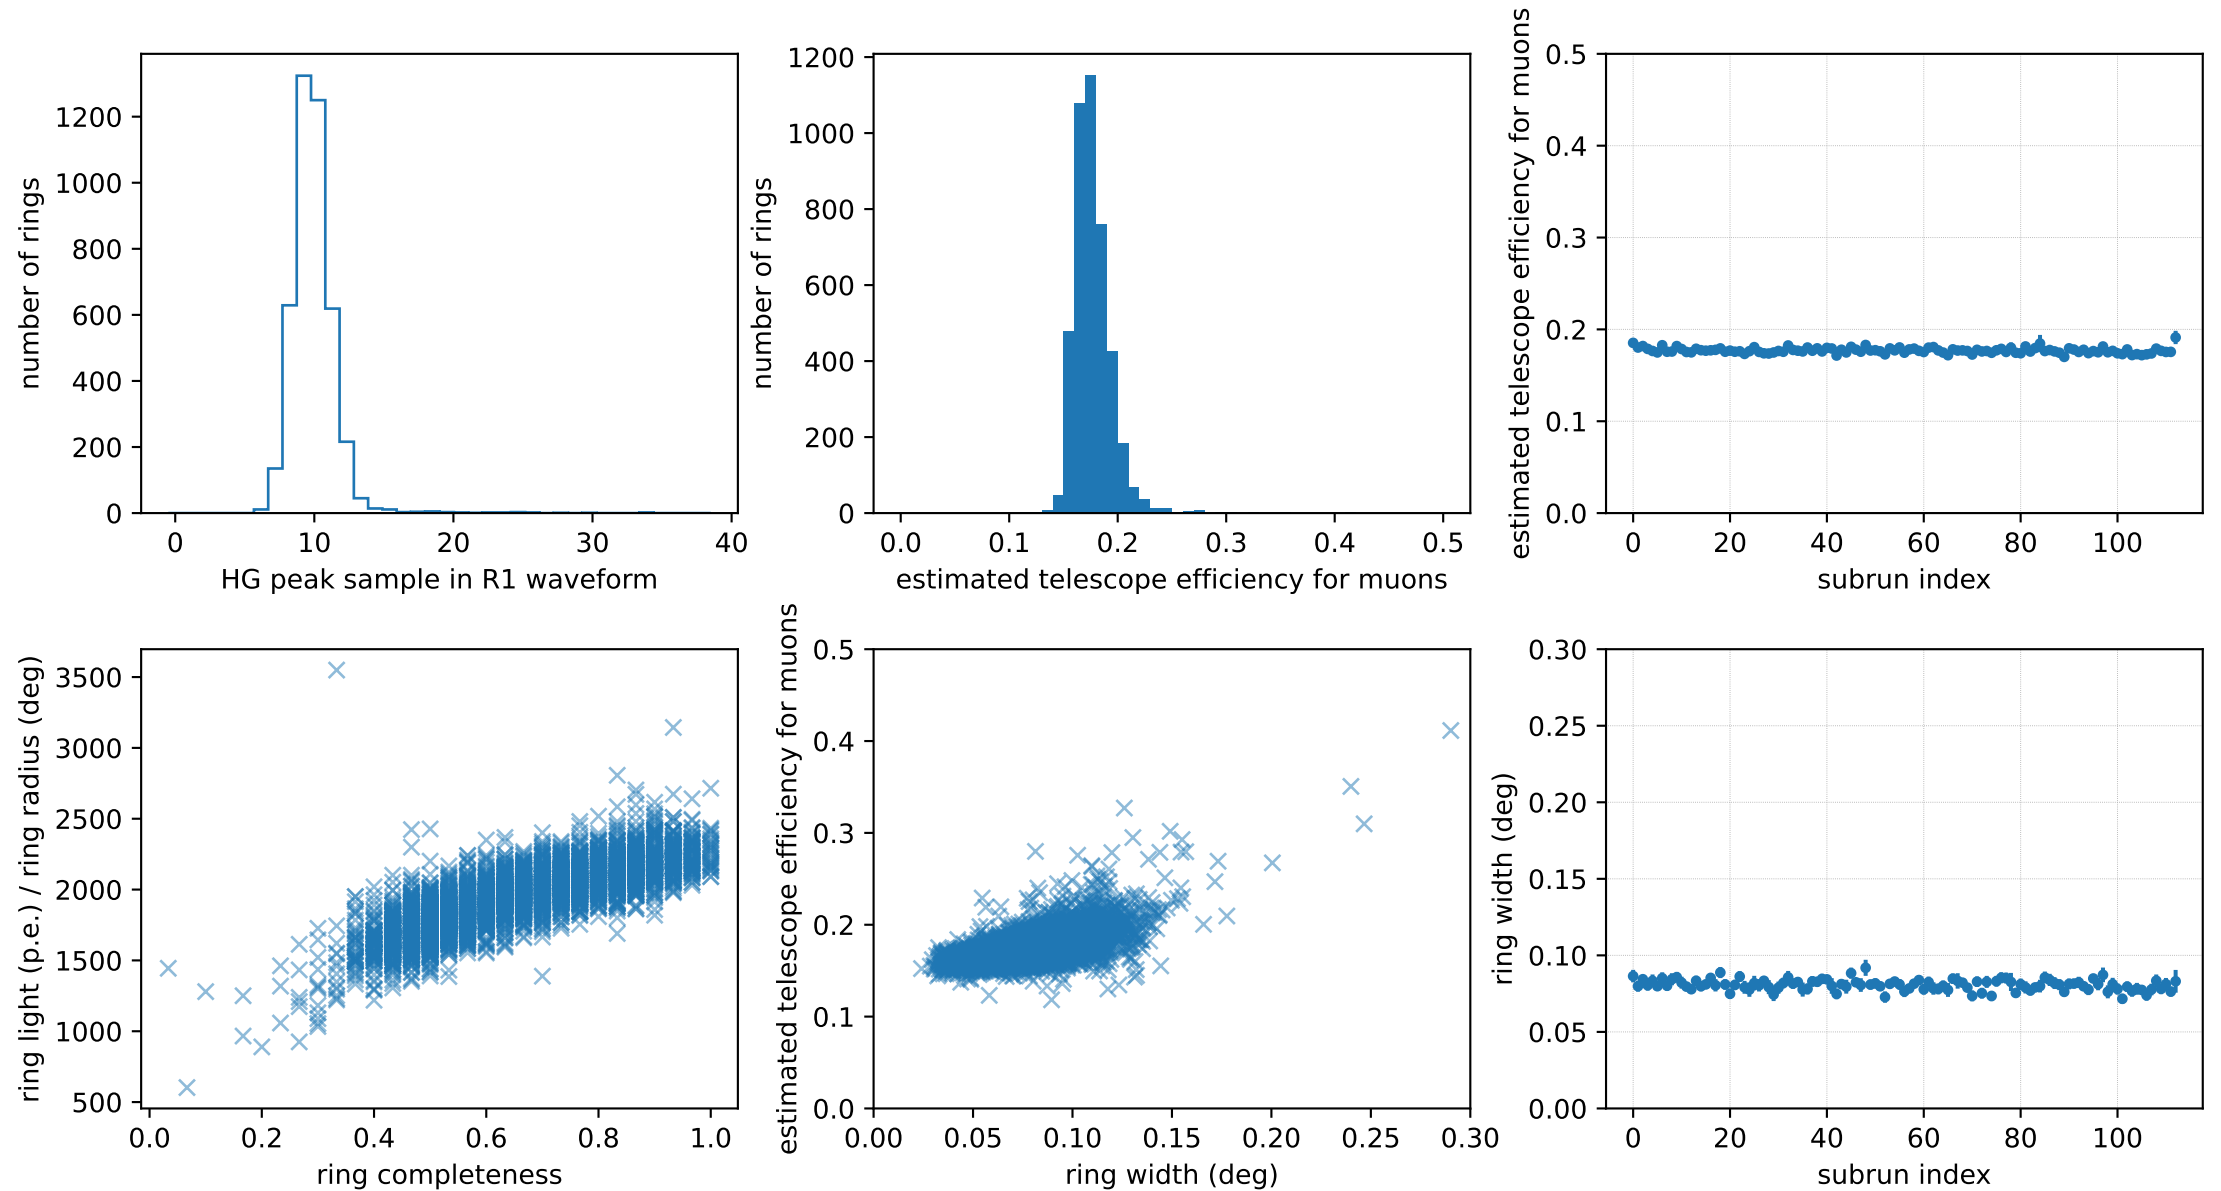 number of rings
1200
1000
800
600
400
200
0
0 10 20 30 40
HG peak sample in R1 waveform
number of rings
1200
1000
800
600
400
200
0
0.0 0.1 0.2 0.3 0.4 0.5
estimated telescope efficiency for muons
estimated telescope efficiency for muons
0.5
0.4
0.3
0.2
0.1
0.0
0 20 40 60 80 100
subrun index
ring light (p.e.) / ring radius (deg)
3500
3000
2500
2000
1500
1000
500
0.0 0.2 0.4 0.6 0.8 1.0
ring completeness
estimated telescope efficiency for muons
0.5
0.4
0.3
0.2
0.1
0.0
0.00 0.05 0.10 0.15 0.20 0.25 0.30
ring width (deg)
ring width (deg)
0.30
0.25
0.20
0.15
0.10
0.05
0.00
0 20 40 60 80 100
subrun index